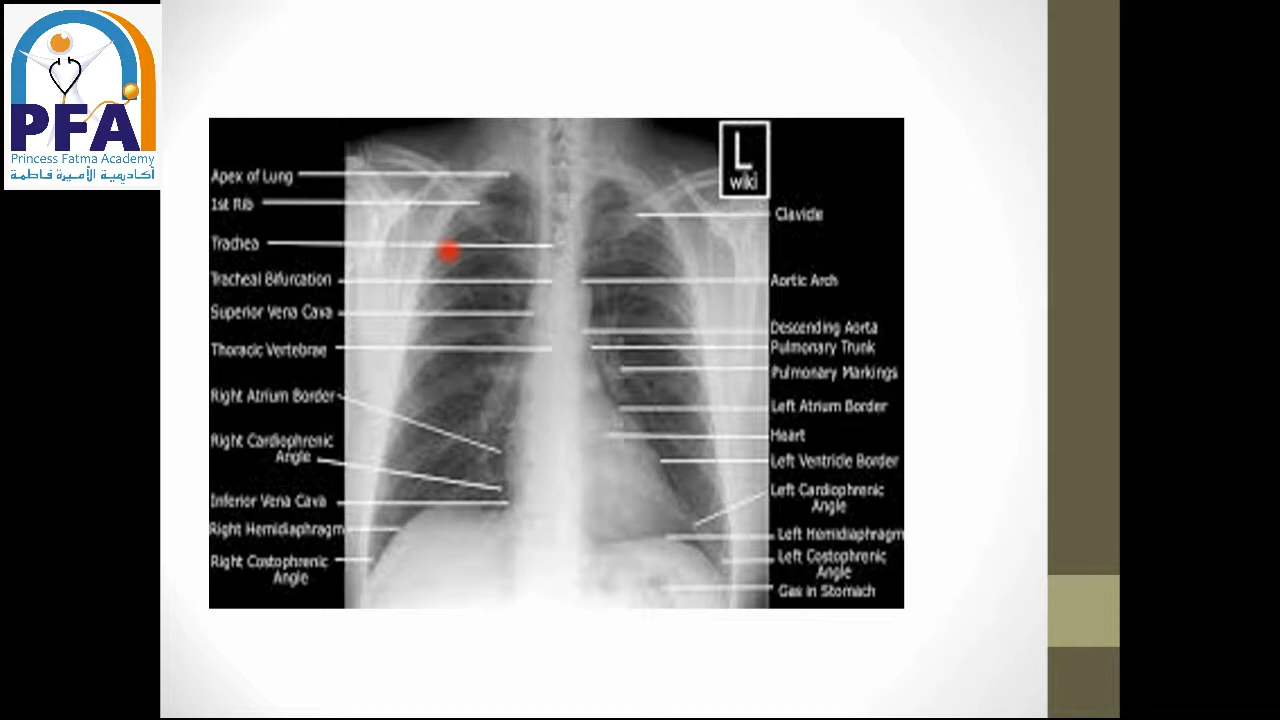 PFA
Princess Fatma Academy
أكاديمية الأميرة فاطمة
L
wiki
Apex of Lung
1st Rib
Trachea
Tracheal Bifurcation
Superior Vena Cava
Thoracic Vertebrae
Right Atrium Border
Right Cardiophrenic
Angle
Inferior Vena Cava
Right Hemidiaphragm
Right Costophrenic
Angle
Clavicle
Aortic Arch
Descending Aorta
Pulmonary Trunk
Pulmonary Markings
Left Atrium Border
Heart
Left Ventricle Border
Left Cardiophrenic
Angle
Left Hemidiaphragm
Left Costophrenic
Angle
Gas in Stomach